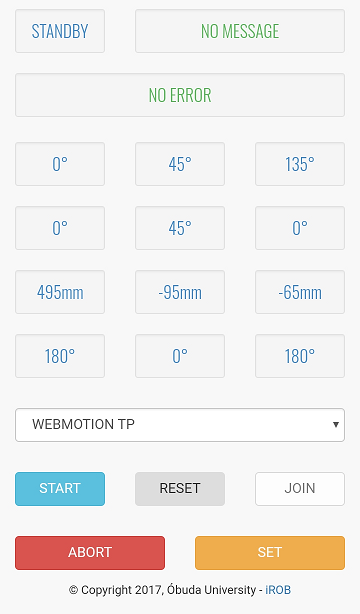 STANDBY NO MESSAGE
NO ERROR
0° 45° 135°
0° 45° 0°
495mm -95mm -65mm
180° 0° 180°
WEBMOTION TP
START RESET JOIN
ABORT SET
© Copyright 2017, Óbuda University - iROB